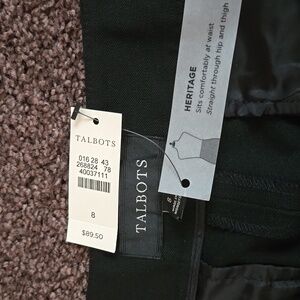 HERITAGE
Sits comfortably at waist
Straight through hip and thigh
TALBOTS
016 28 43
268824 78
40037111
8
$89.50
TALBOTS
8